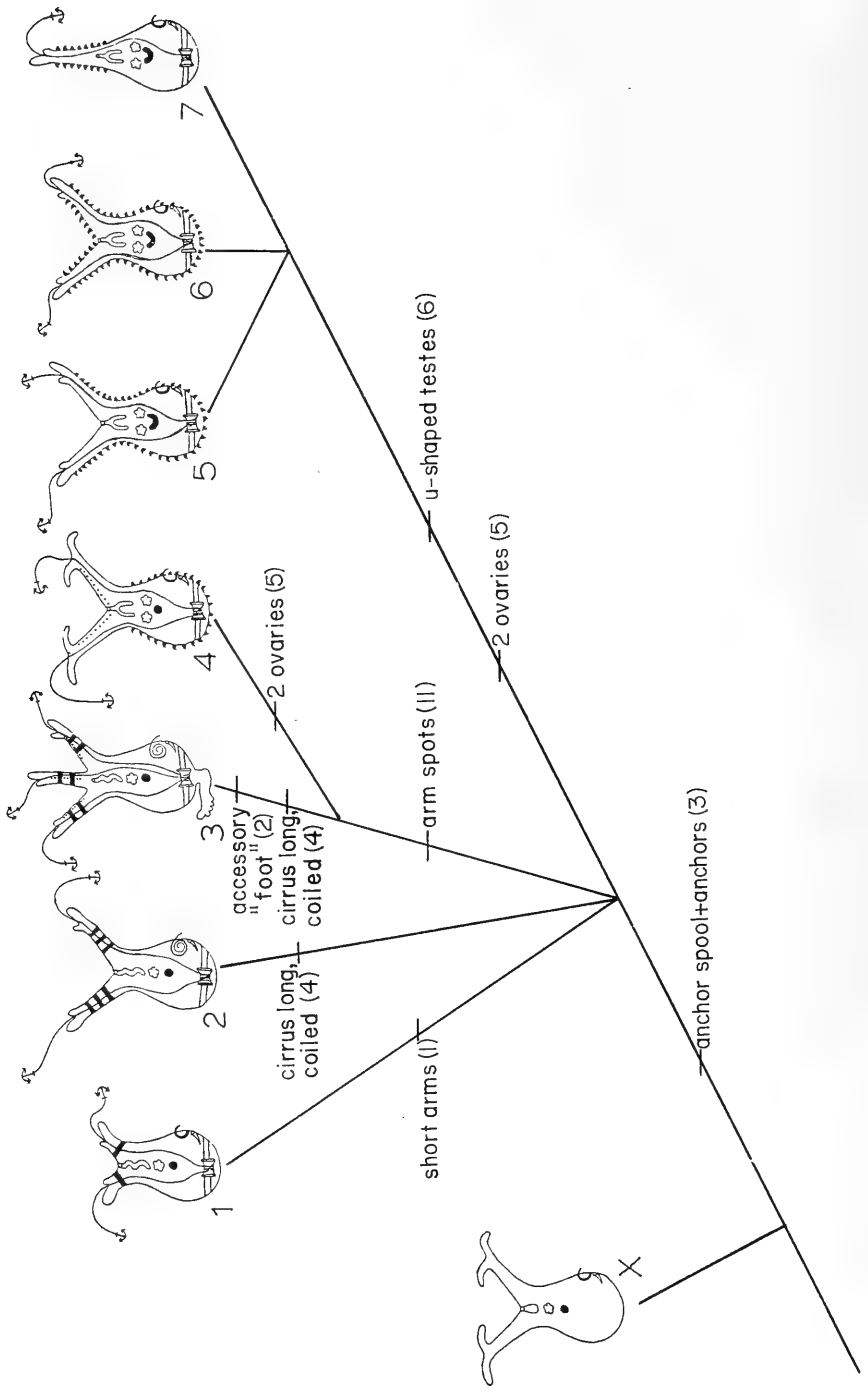 1
2
3
4
5
6
7
X
short arms (1)
cirrus long,
coiled (4)
accessory
"foot" (2)
cirrus long,
coiled (4)
arm spots (11)
2 ovaries (5)
2 ovaries (5)
u-shaped testes (6)
anchor spool+anchors (3)